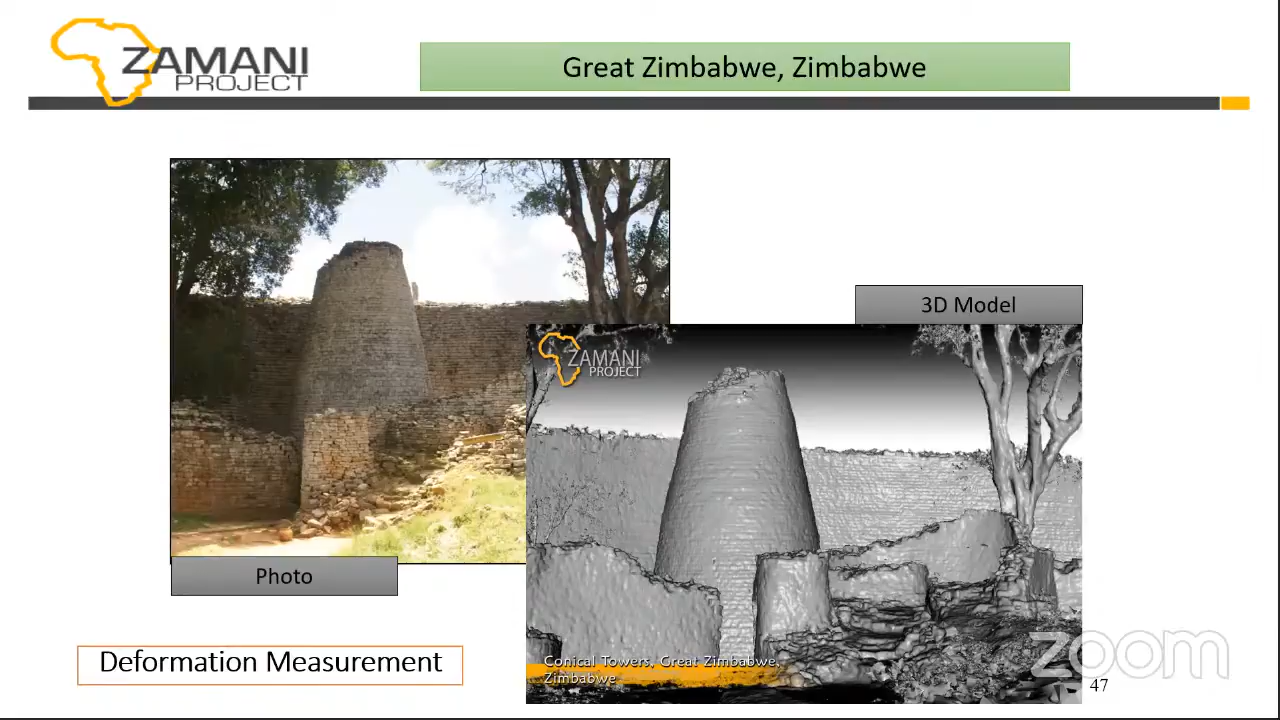 ZAMANI
PROJECT
Great Zimbabwe, Zimbabwe
3D Model
ZAMANI
PROJECT
Photo
Deformation Measurement
Conical Towers, Great Zimbabwe,
Zimbabwe
zoom
47